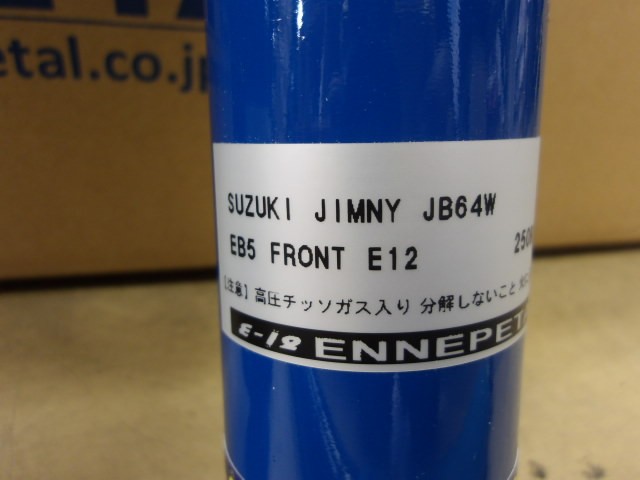 etal.co.jp
SUZUKI JIMNY JB64W
EB5 FRONT E12 250
【注意】高圧チッソガス入り 分解しないこと
E-12 ENNEPET